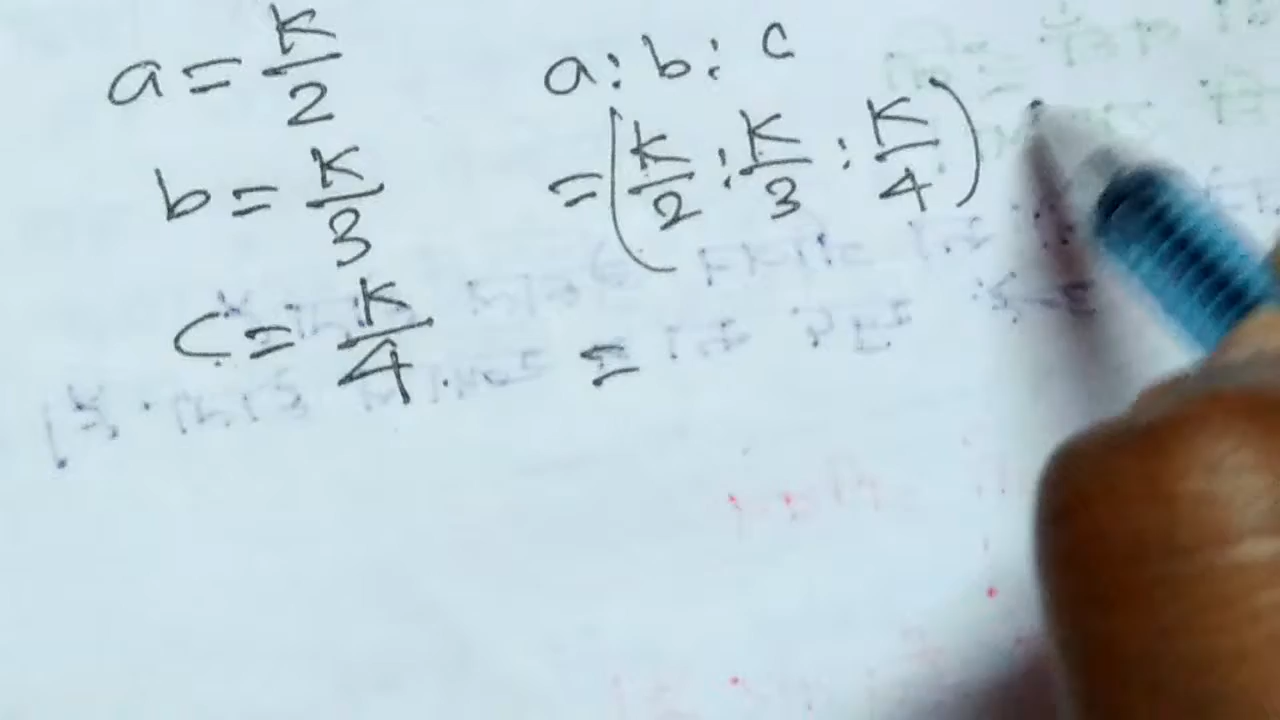 a = K/2
b = K/3
c = K/4
a : b : c
= (K/2 : K/3 : K/4)
=